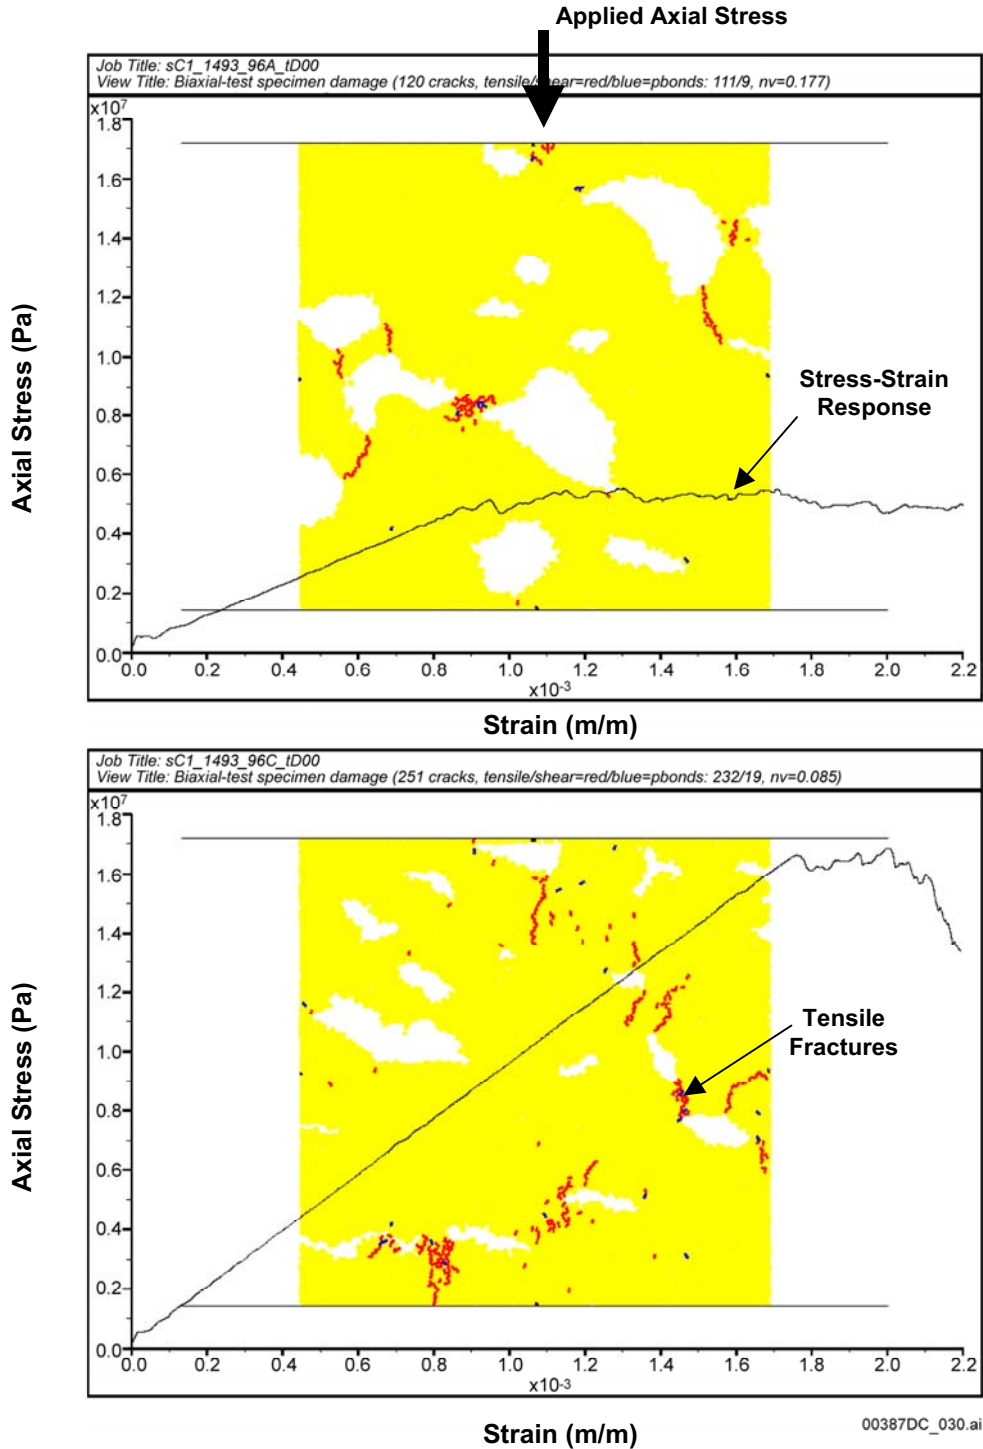 Applied Axial Stress
Job Title: sC1_1493_96A_tD00
View Title: Biaxial-test specimen damage (120 cracks, tensile/shear=red/blue=pbonds: 111/9, nv=0.177)
x10⁷
1.8
1.6
1.4
1.2
1.0
0.8
0.6
0.4
0.2
0.0
Axial Stress (Pa)
Stress-Strain
Response
0.0 0.2 0.4 0.6 0.8 1.0 1.2 1.4 1.6 1.8 2.0 2.2
x10⁻³
Strain (m/m)
Job Title: sC1_1493_96C_tD00
View Title: Biaxial-test specimen damage (251 cracks, tensile/shear=red/blue=pbonds: 232/19, nv=0.085)
x10⁷
1.8
1.6
1.4
1.2
1.0
0.8
0.6
0.4
0.2
0.0
Axial Stress (Pa)
Tensile
Fractures
0.0 0.2 0.4 0.6 0.8 1.0 1.2 1.4 1.6 1.8 2.0 2.2
x10⁻³
Strain (m/m)
00387DC_030.ai